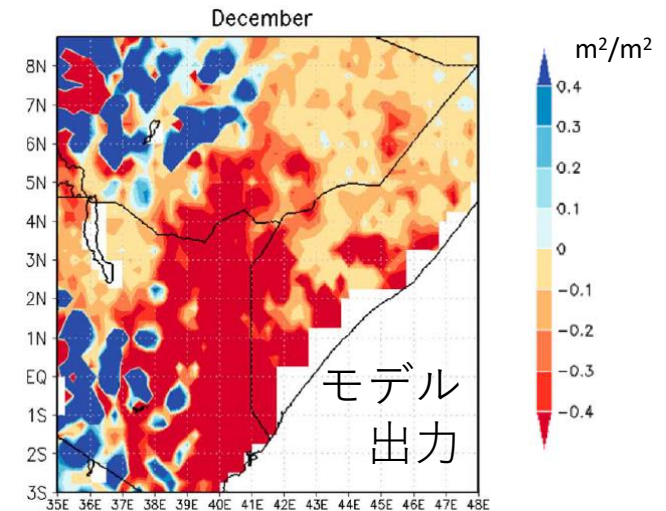 December
m²/m²
8N
7N
6N
5N
4N
3N
2N
1N
EQ
1S
2S
3S
0.4
0.3
0.2
0.1
0
-0.1
-0.2
-0.3
-0.4
モデル
出力
35E 36E 37E 38E 39E 40E 41E 42E 43E 44E 45E 46E 47E 48E